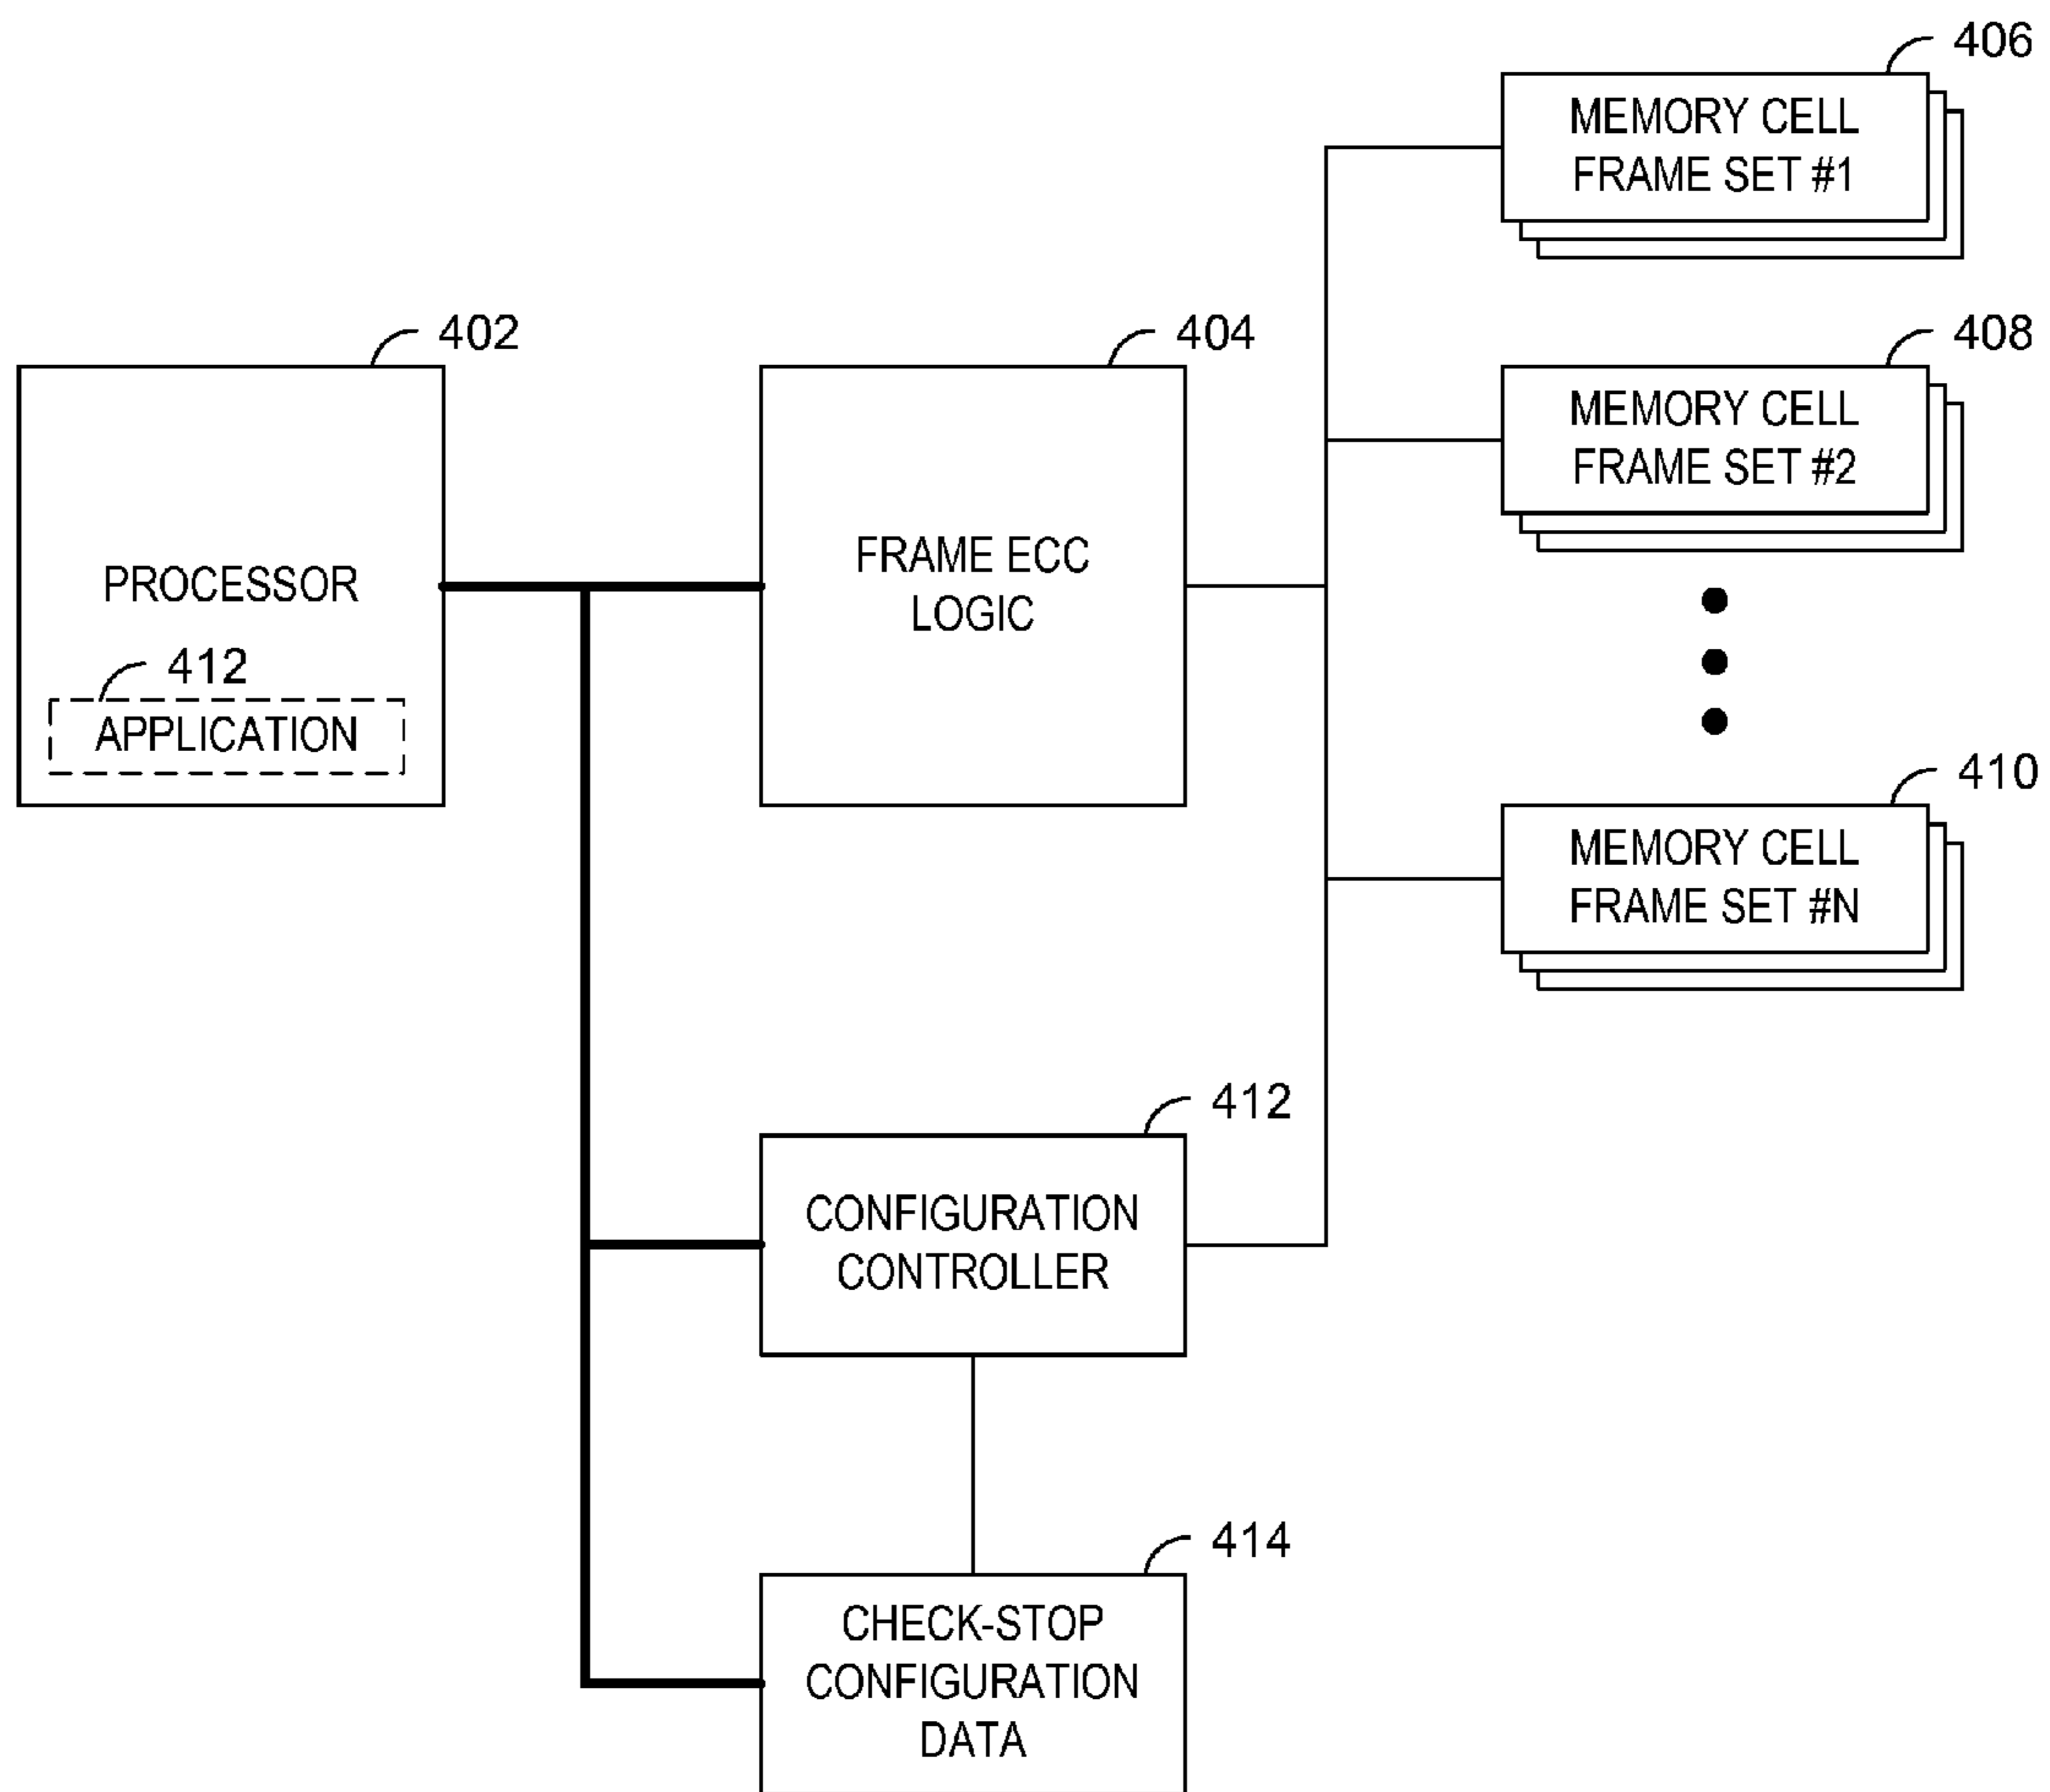 406
MEMORY CELL
FRAME SET #1
402
404
408
MEMORY CELL
FRAME SET #2
PROCESSOR
412
APPLICATION
FRAME ECC
LOGIC
410
MEMORY CELL
FRAME SET #N
412
CONFIGURATION
CONTROLLER
414
CHECK-STOP
CONFIGURATION
DATA